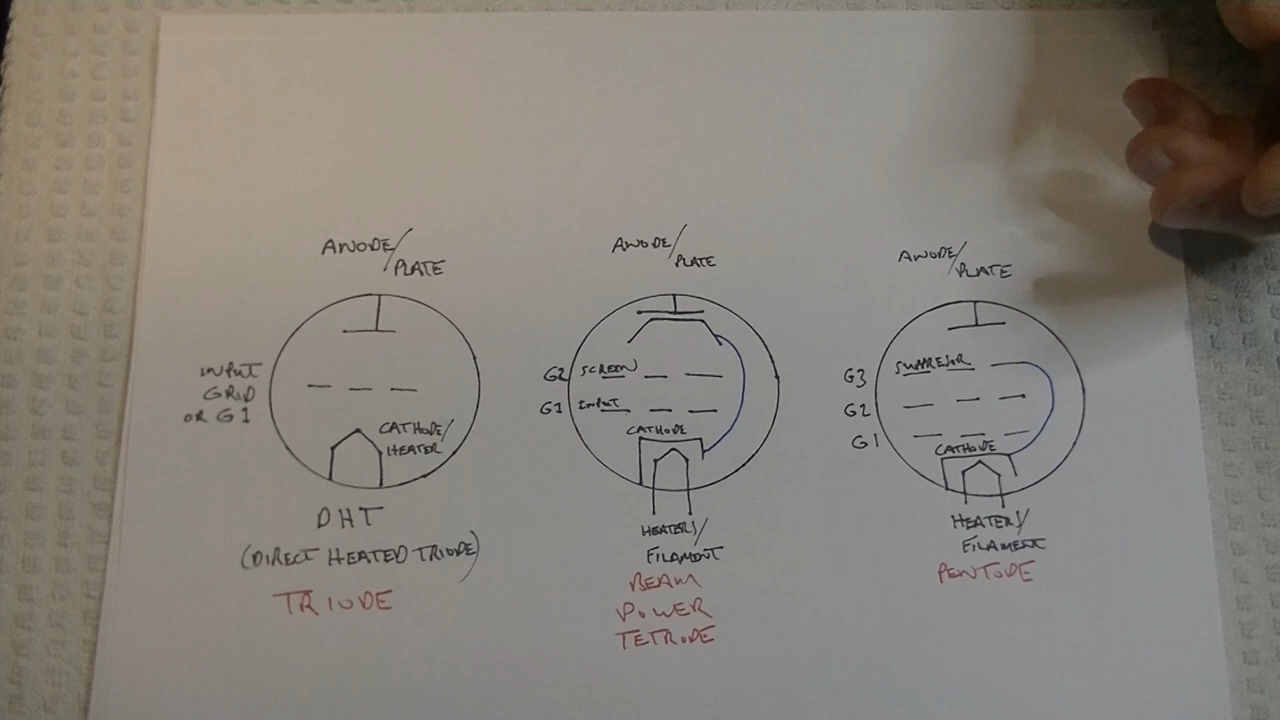 ANODE/
PLATE
INPUT
GRID
OR G1
CATHODE/
HEATER
DHT
(DIRECT HEATED TRIODE)
TRIODE
ANODE/
PLATE
G2 SCREEN
G1 INPUT
CATHODE
HEATER/
FILAMENT
BEAM
POWER
TETRODE
ANODE/
PLATE
G3
G2
G1
CATHODE
HEATER/
FILAMENT
PENTODE